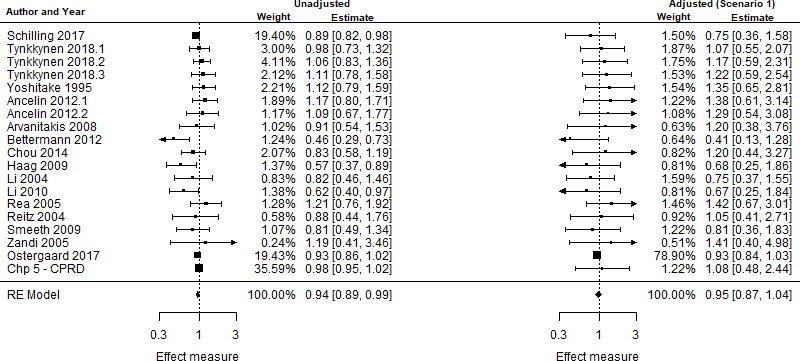 Unadjusted Adjusted (Scenario 1)
Author and Year Weight Estimate Weight Estimate
Schilling 2017 19.40% 0.89 [0.82, 0.98] 1.50% 0.75 [0.36, 1.58]
Tynkkynen 2018.1 3.00% 0.98 [0.73, 1.32] 1.87% 1.07 [0.55, 2.07]
Tynkkynen 2018.2 4.11% 1.06 [0.83, 1.36] 1.75% 1.17 [0.59, 2.31]
Tynkkynen 2018.3 2.12% 1.11 [0.78, 1.58] 1.53% 1.22 [0.59, 2.54]
Yoshitake 1995 2.21% 1.12 [0.79, 1.59] 1.54% 1.35 [0.65, 2.81]
Ancelin 2012.1 1.89% 1.17 [0.80, 1.71] 1.22% 1.38 [0.61, 3.14]
Ancelin 2012.2 1.17% 1.09 [0.67, 1.77] 1.08% 1.29 [0.54, 3.08]
Arvanitakis 2008 1.02% 0.91 [0.54, 1.53] 0.63% 1.20 [0.38, 3.76]
Bettermann 2012 1.24% 0.46 [0.29, 0.73] 0.64% 0.41 [0.13, 1.28]
Chou 2014 2.07% 0.83 [0.58, 1.19] 0.82% 1.20 [0.44, 3.27]
Haag 2009 1.37% 0.57 [0.37, 0.89] 0.81% 0.68 [0.25, 1.86]
Li 2004 0.83% 0.82 [0.46, 1.46] 1.59% 0.75 [0.37, 1.55]
Li 2010 1.38% 0.62 [0.40, 0.97] 0.81% 0.67 [0.25, 1.84]
Rea 2005 1.28% 1.21 [0.76, 1.92] 1.46% 1.42 [0.67, 3.01]
Reitz 2004 0.58% 0.88 [0.44, 1.76] 0.92% 1.05 [0.41, 2.71]
Smeeth 2009 1.07% 0.81 [0.49, 1.34] 1.22% 0.81 [0.36, 1.83]
Zandi 2005 0.24% 1.19 [0.41, 3.46] 0.51% 1.41 [0.40, 4.98]
Ostergaard 2017 19.43% 0.93 [0.86, 1.02] 78.90% 0.93 [0.84, 1.03]
Chp 5 - CPRD 35.59% 0.98 [0.95, 1.02] 1.22% 1.08 [0.48, 2.44]
RE Model 100.00% 0.94 [0.89, 0.99] 100.00% 0.95 [0.87, 1.04]
0.3 1 3 0.3 1 3
Effect measure Effect measure